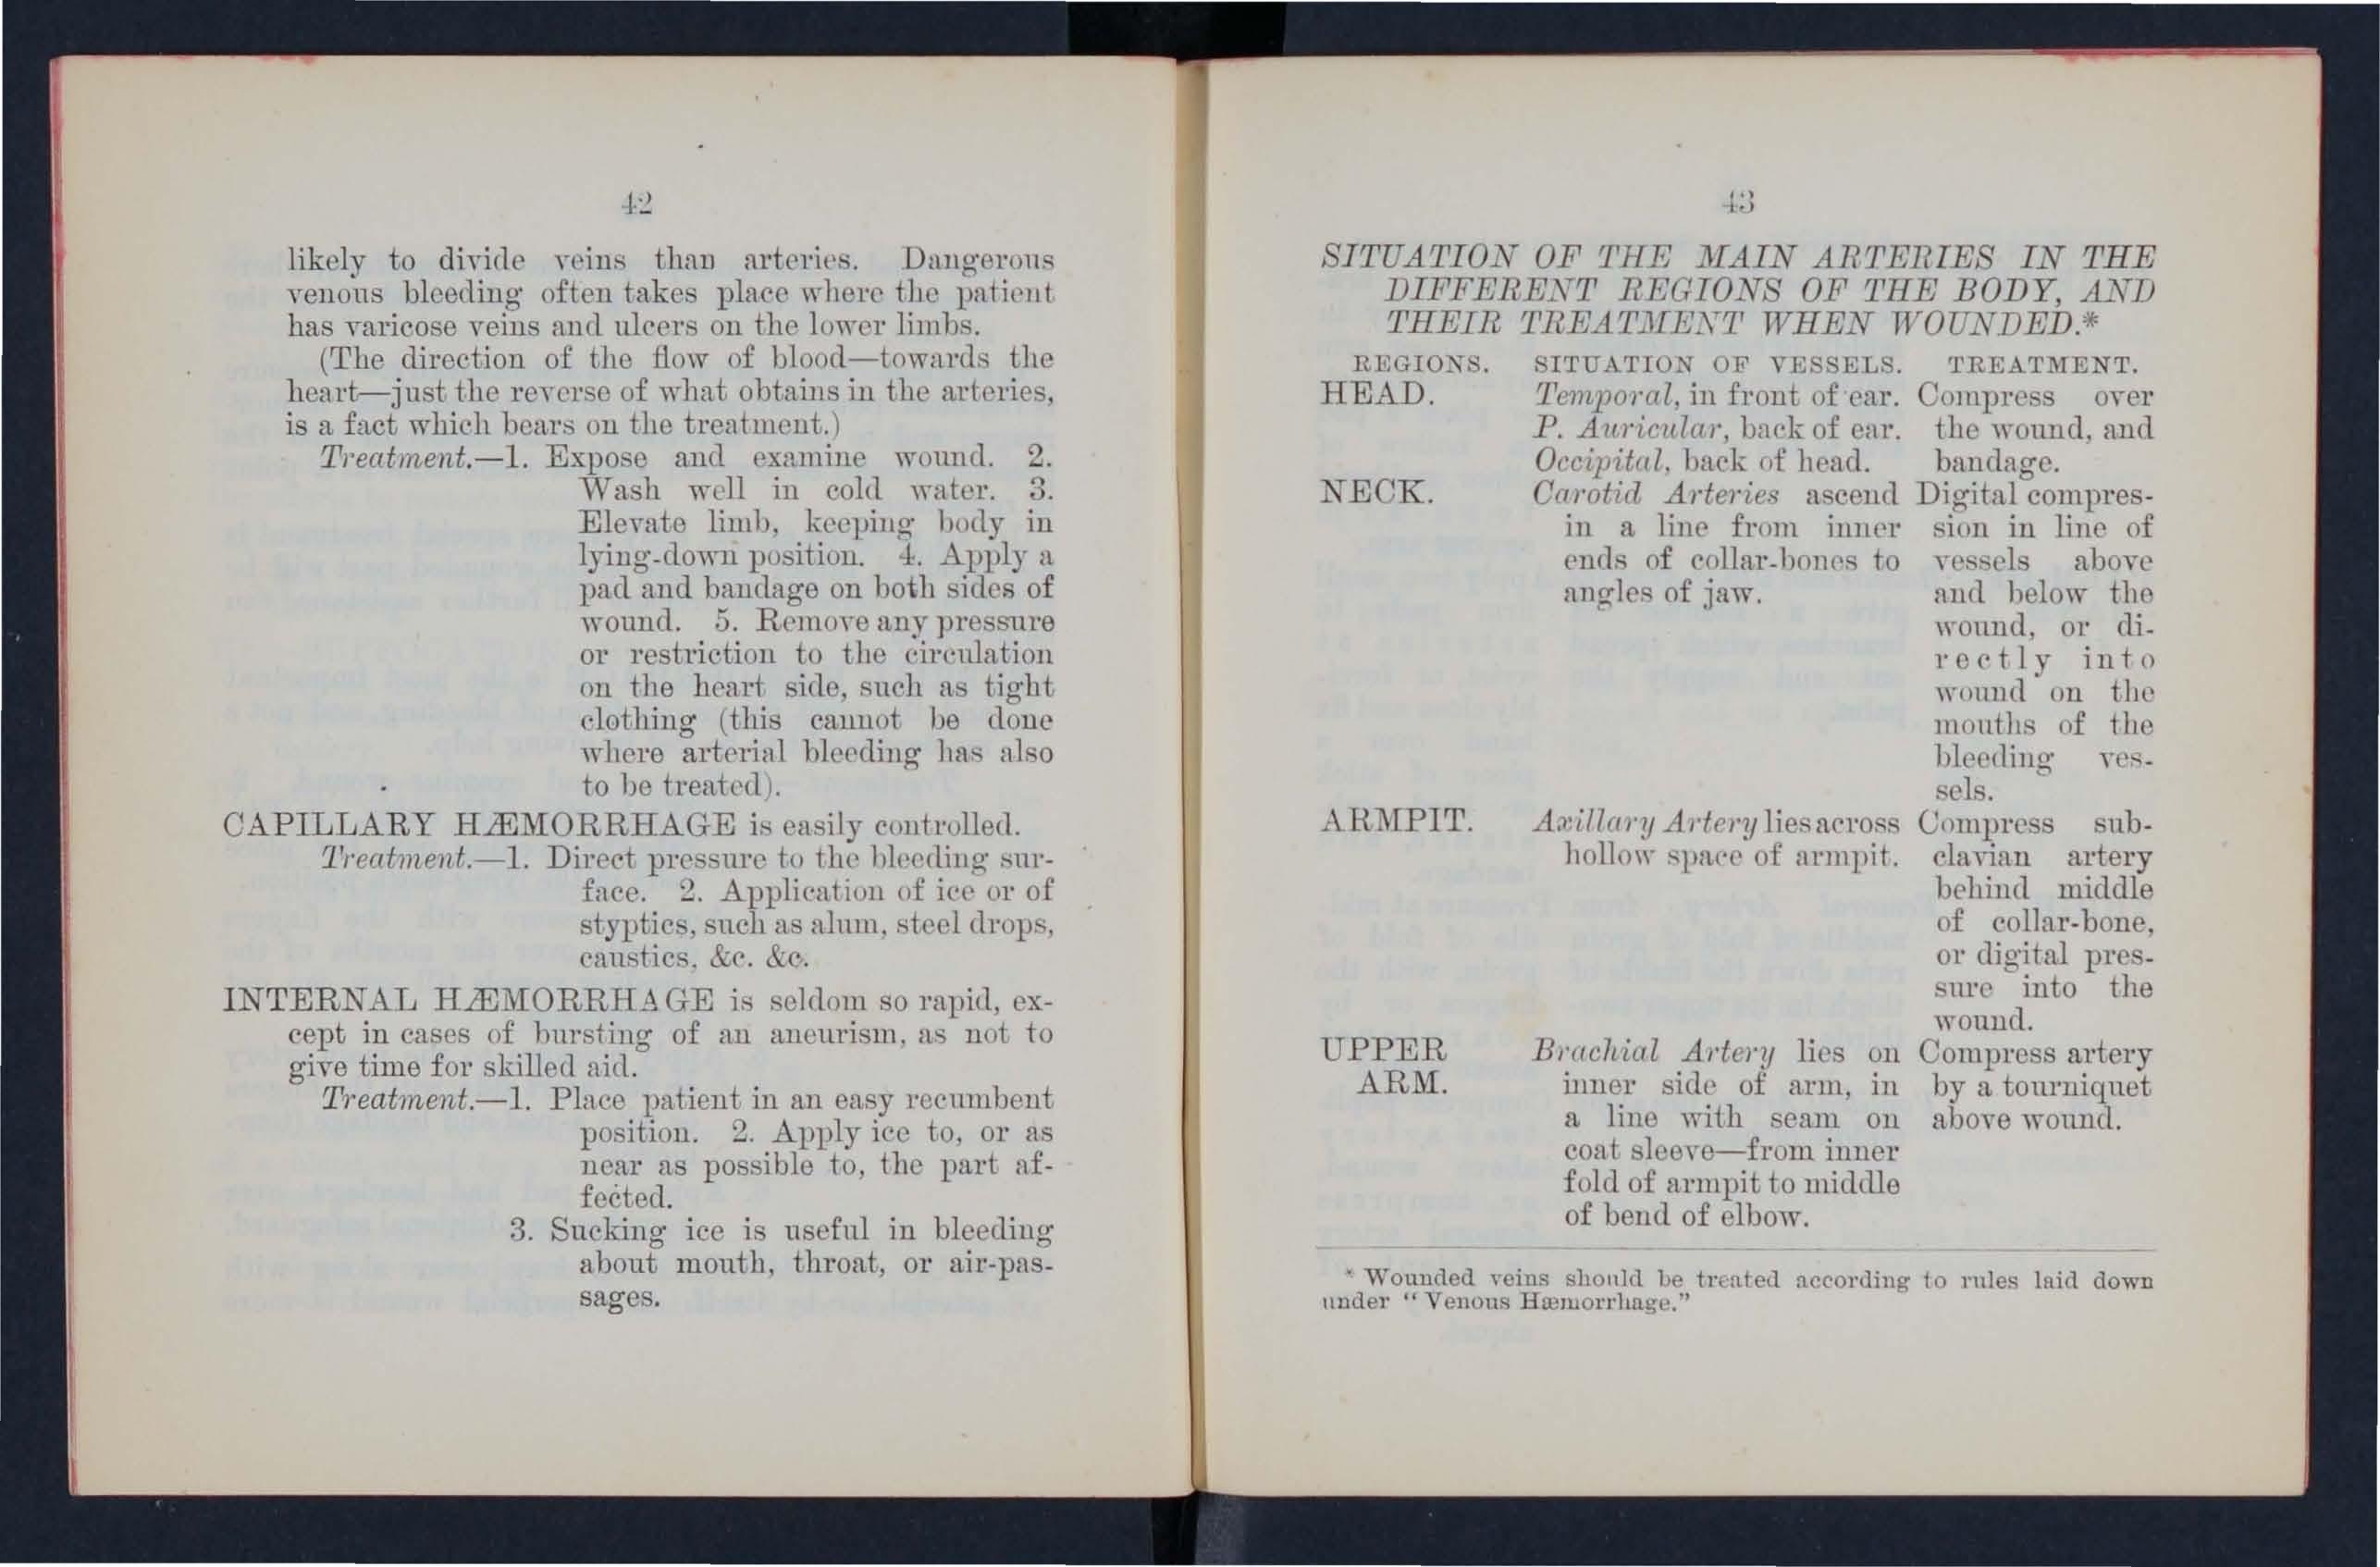 42
likely to divide veins than arteries. Dangerous
venous bleeding often takes place where the patient
has varicose veins and ulcers on the lower limbs.
(The direction of the flow of blood—towards the
heart—just the reverse of what obtains in the arteries,
is a fact which bears on the treatment.)
Treatment.—1. Expose and examine wound. 2.
Wash well in cold water. 3.
Elevate limb, keeping body in
lying-down position. 4. Apply a
pad and bandage on both sides of
wound. 5. Remove any pressure
or restriction to the circulation
on the heart side, such as tight
clothing (this cannot be done
where arterial bleeding has also
to be treated).
CAPILLARY HÆMORRHAGE is easily controlled.
Treatment.—1. Direct pressure to the bleeding sur-
face. 2. Application of ice or of
styptics, such as alum, steel drops,
caustics, &c. &c.
INTERNAL HÆMORRHAGE is seldom so rapid, ex-
cept in cases of bursting of an aneurism, as not to
give time for skilled aid.
Treatment.—1. Place patient in an easy recumbent
position. 2. Apply ice to, or as
near as possible to, the part af-
fected.
3. Sucking ice is useful in bleeding
about mouth, throat, or air-pas-
sages.
43
SITUATION OF THE MAIN ARTERIES IN THE
DIFFERENT REGIONS OF THE BODY, AND
THEIR TREATMENT WHEN WOUNDED.*
REGIONS. SITUATION OF VESSELS. TREATMENT.
HEAD. Temporal, in front of ear. Compress over
P. Auricular, back of ear. the wound, and
Occipital, back of head. bandage.
NECK. Carotid Arteries ascend Digital compres-
in a line from inner sion in line of
ends of collar-bones to vessels above
angles of jaw. and below the
wound, or di-
rectly into
wound on the
mouths of the
bleeding ves-
sels.
ARMPIT. Axillary Artery lies across Compress sub-
hollow space of armpit. clavian artery
behind middle
of collar-bone,
or digital pres-
sure into the
wound.
UPPER Brachial Artery lies on Compress artery
ARM. inner side of arm, in by a tourniquet
a line with seam on above wound.
coat sleeve—from inner
fold of armpit to middle
of bend of elbow.
* Wounded veins should be treated according to rules laid down
under "Venous Hæmorrhage."